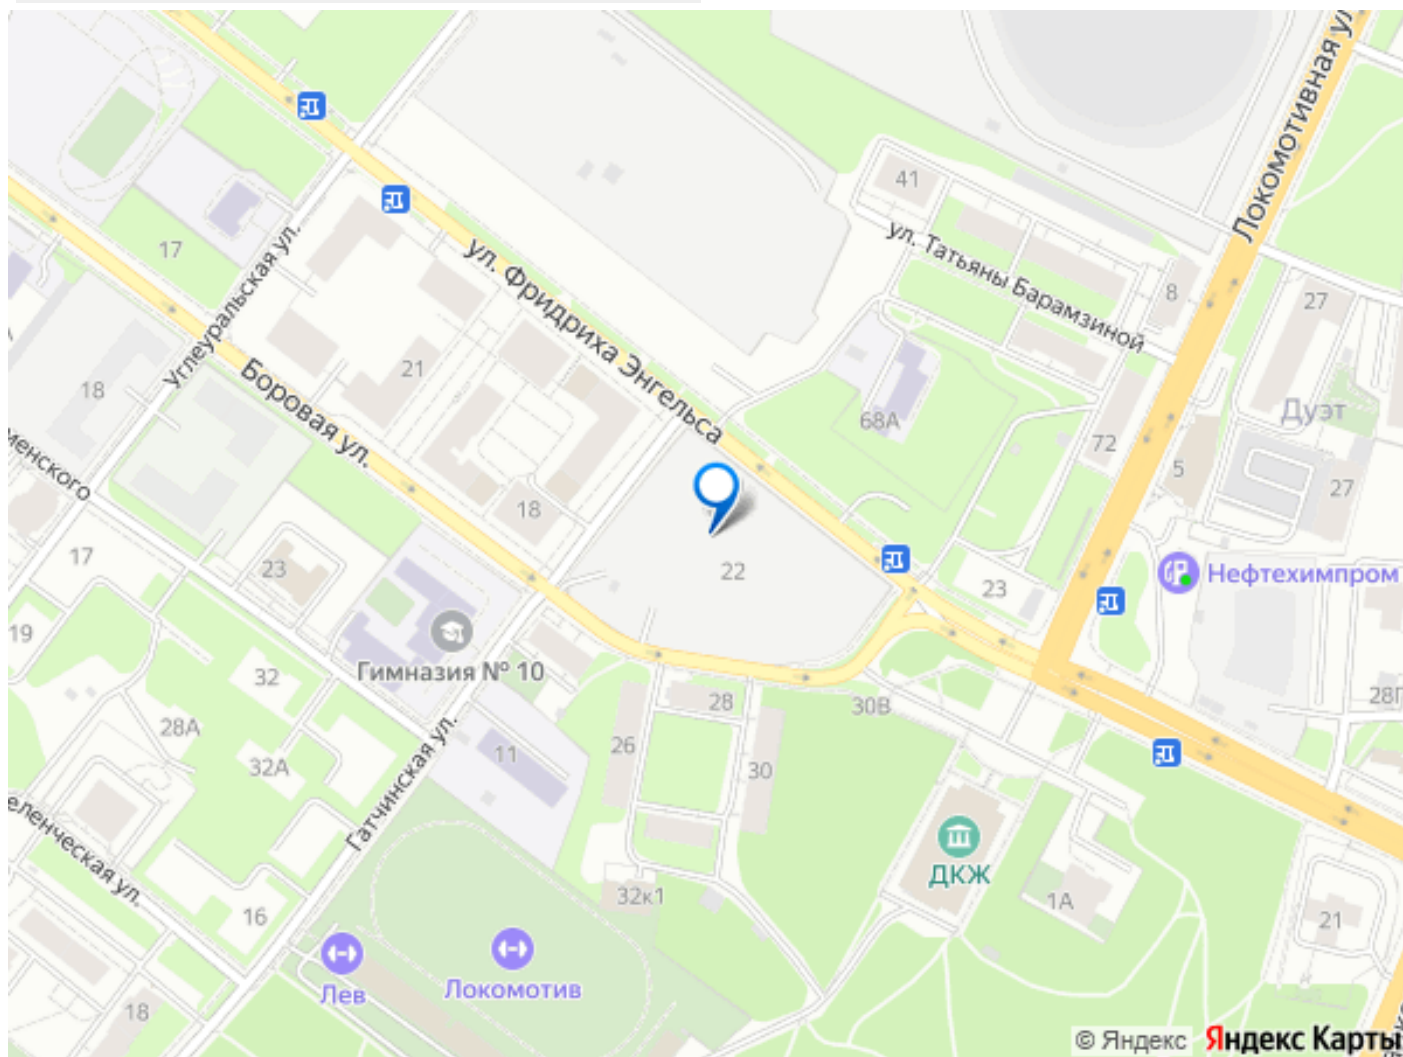 Локомотивная ул.
41
ул. Татьяны Барамзиной
8
27
17
Углеуральская ул.
ул. Фридриха Энгельса
21
18
Боровая ул.
68А
72
Дуэт
5
27
менского
18
22
17
23
23
Нефтехимпром
19
Гимназия № 10
32
28
30В
28Г
28А
32А
11
26
30
Гатчинская ул.
еленческая ул.
ДКЖ
1А
32к1
16
21
Лев
Локомотив
18
© Яндекс
Яндекс Карты